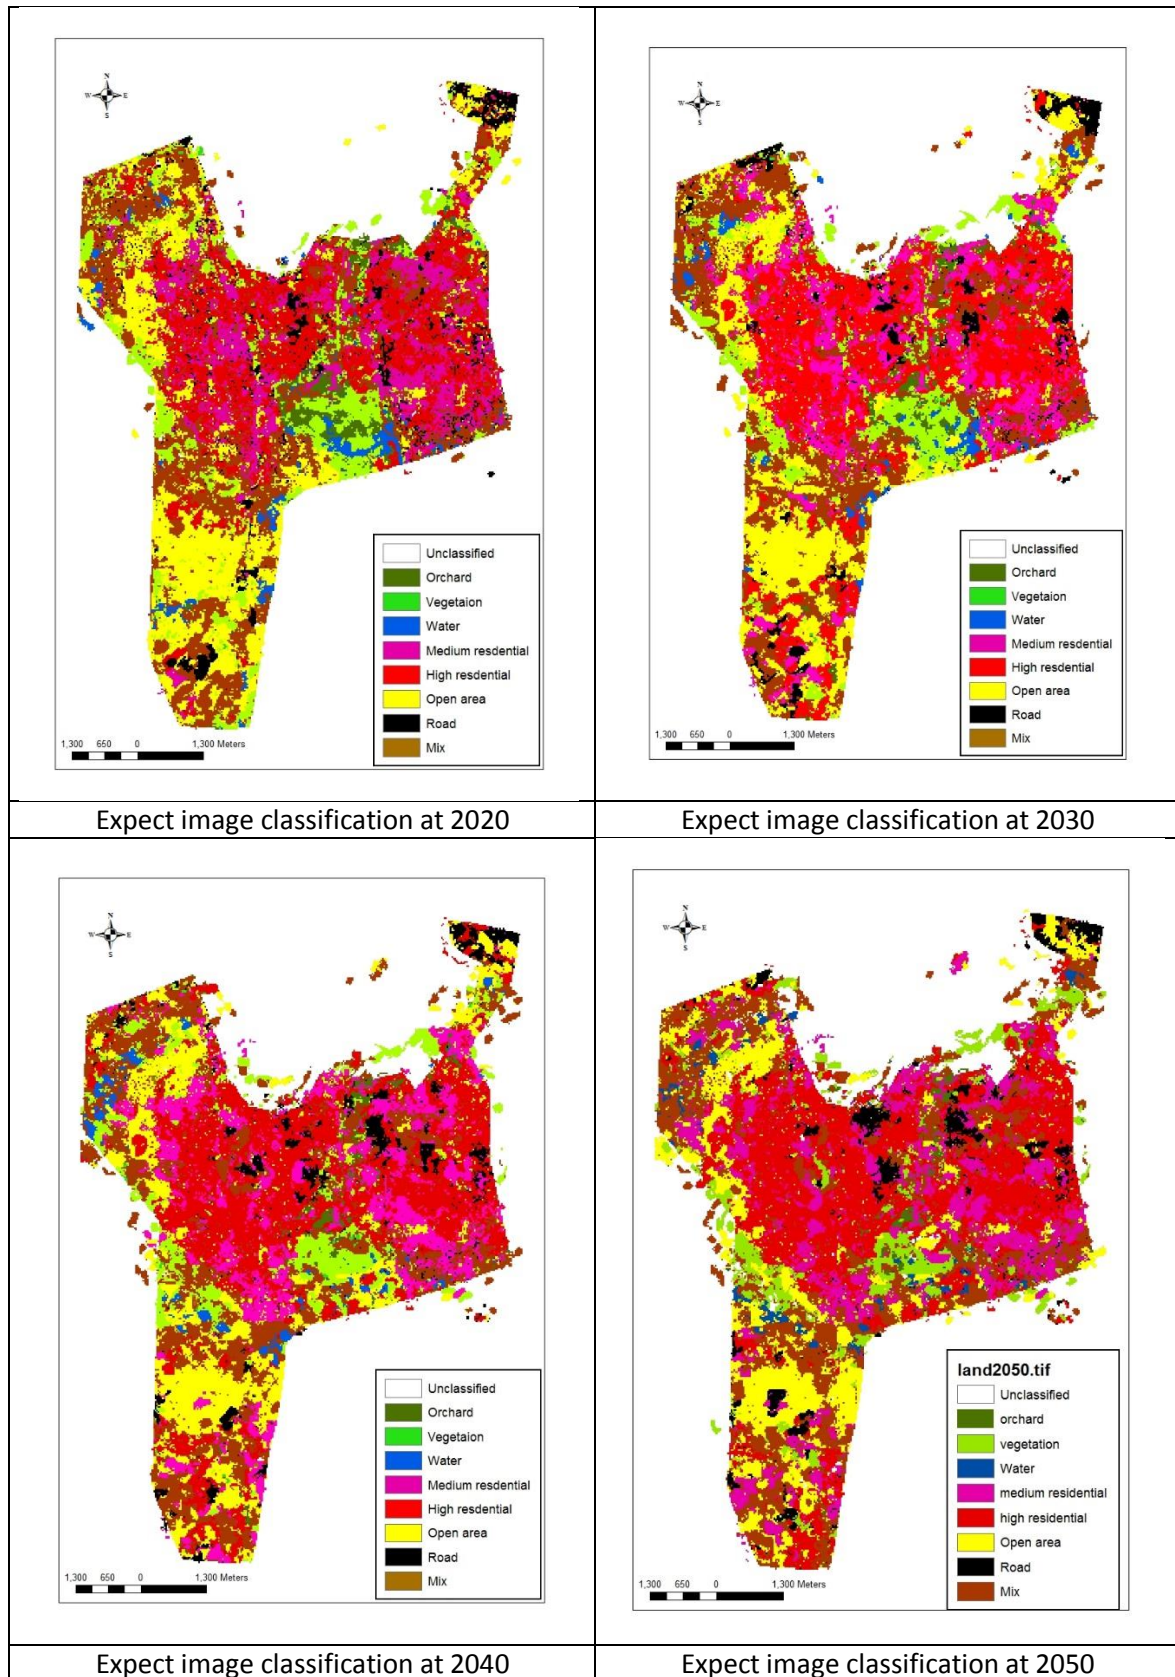 N
W E
S
Unclassified
Orchard
Vegetaion
Water
Medium resdential
High resdential
Open area
Road
Mix
1,300 650 0 1,300 Meters
Expect image classification at 2020
N
W E
S
Unclassified
Orchard
Vegetaion
Water
Medium resdential
High resdential
Open area
Road
Mix
1,300 650 0 1,300 Meters
Expect image classification at 2030
N
W E
S
Unclassified
Orchard
Vegetaion
Water
Medium resdential
High resdential
Open area
Road
Mix
1,300 650 0 1,300 Meters
Expect image classification at 2040
N
W E
S
land2050.tif
Unclassified
orchard
vegetation
Water
medium residential
high residential
Open area
Road
Mix
1,300 650 0 1,300 Meters
Expect image classification at 2050